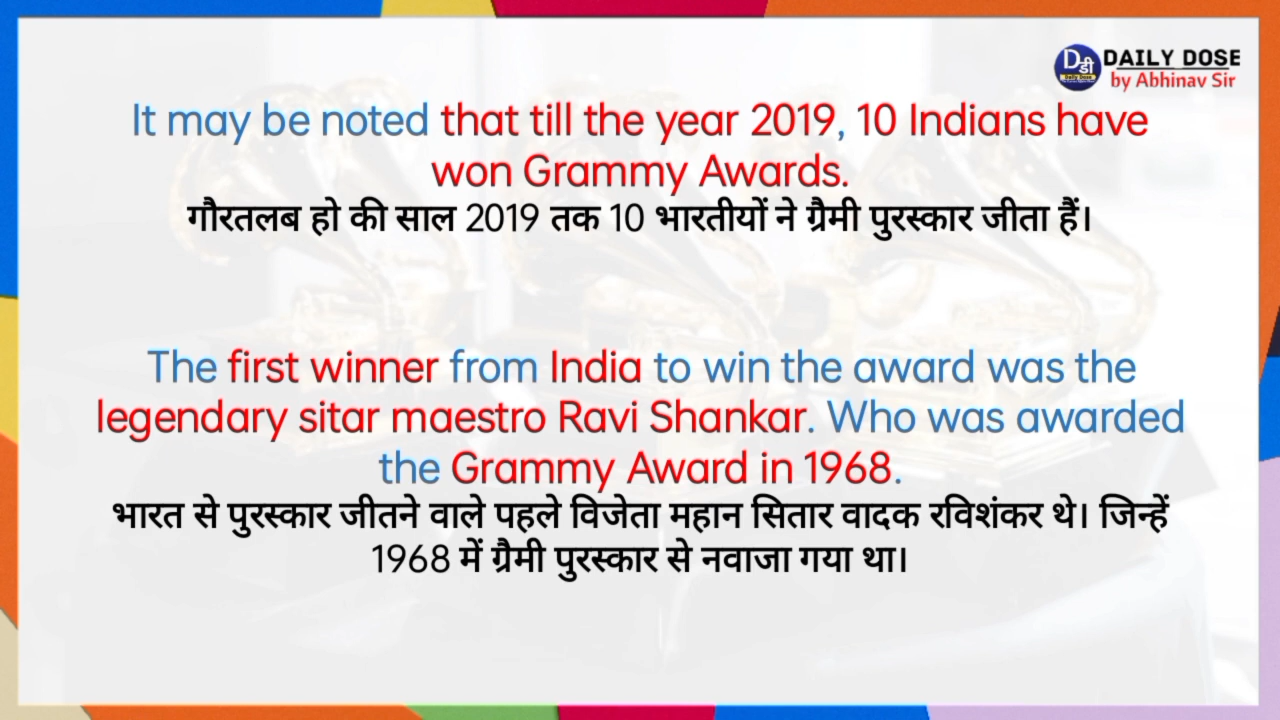 DAILY DOSE
by Abhinav Sir
It may be noted that till the year 2019, 10 Indians have
won Grammy Awards.
गौरतलब हो की साल 2019 तक 10 भारतीयों ने ग्रैमी पुरस्कार जीता हैं।
The first winner from India to win the award was the
legendary sitar maestro Ravi Shankar. Who was awarded
the Grammy Award in 1968.
भारत से पुरस्कार जीतने वाले पहले विजेता महान सितार वादक रविशंकर थे। जिन्हें
1968 में ग्रैमी पुरस्कार से नवाजा गया था।